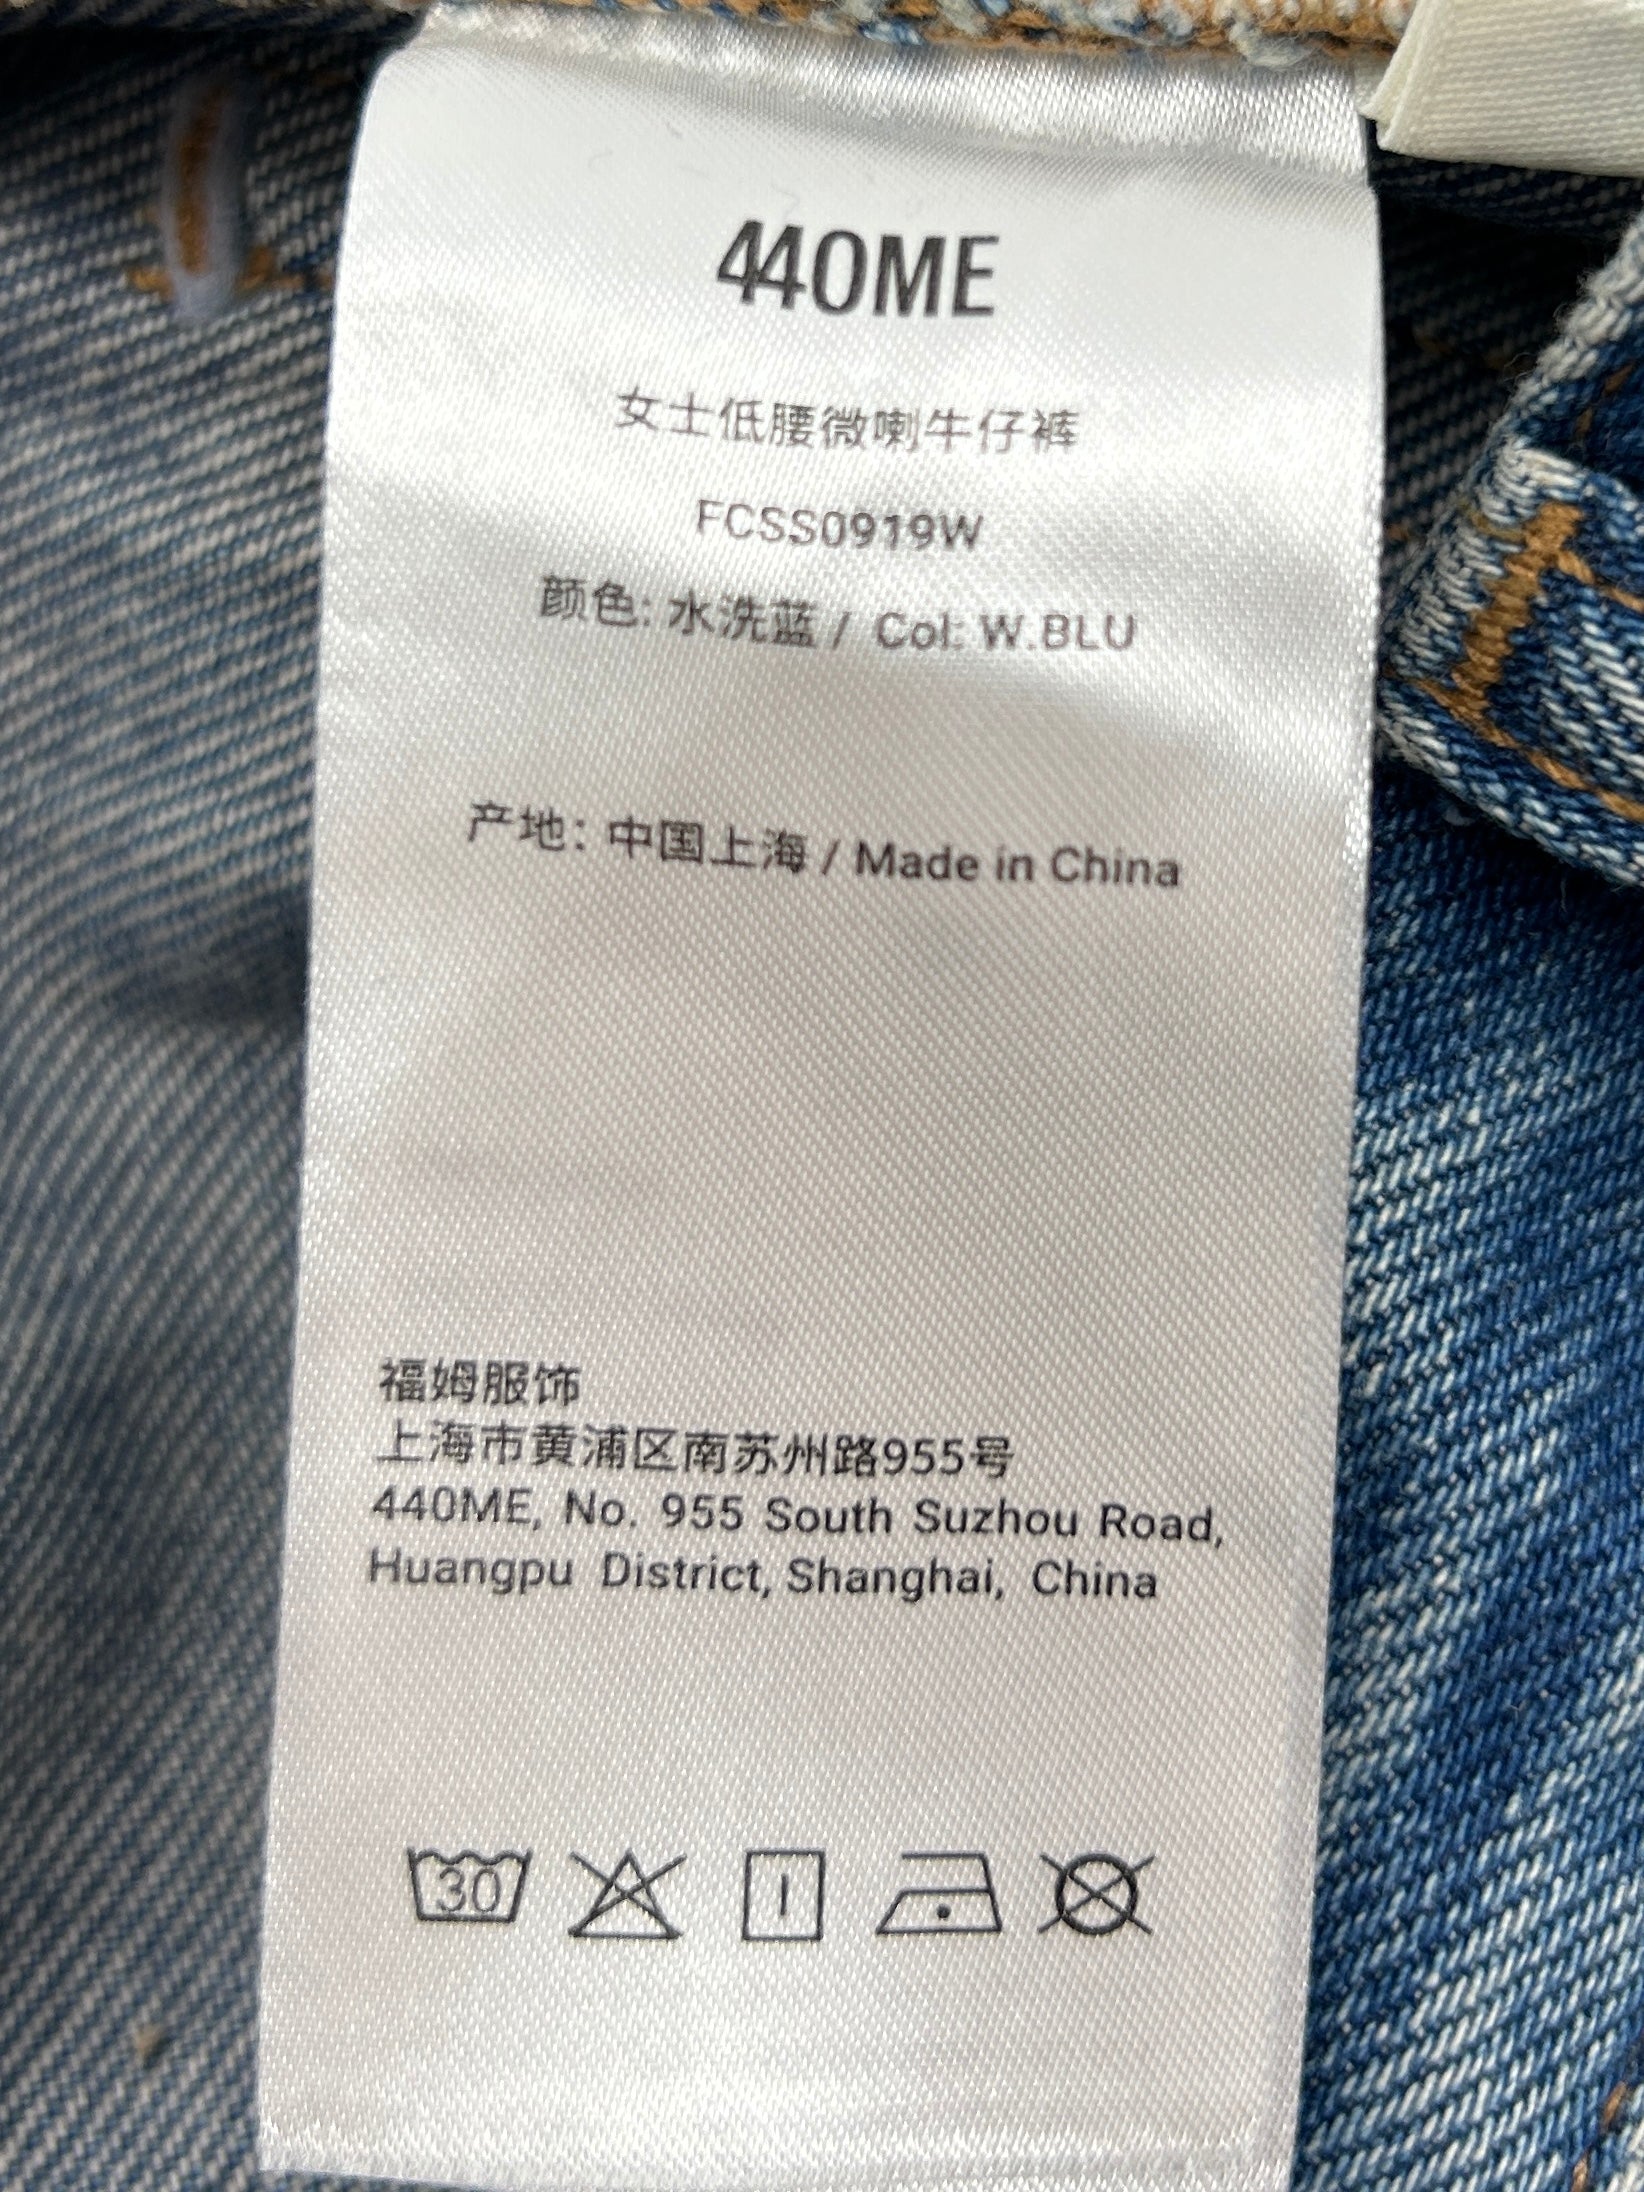 440ME
女士低腰微喇牛仔裤
FCSS0919W
颜色: 水洗蓝 / Col: W.BLU
产地: 中国上海 / Made in China
福姆服饰
上海市黄浦区南苏州路955号
440ME, No. 955 South Suzhou Road,
Huangpu District, Shanghai, China
30